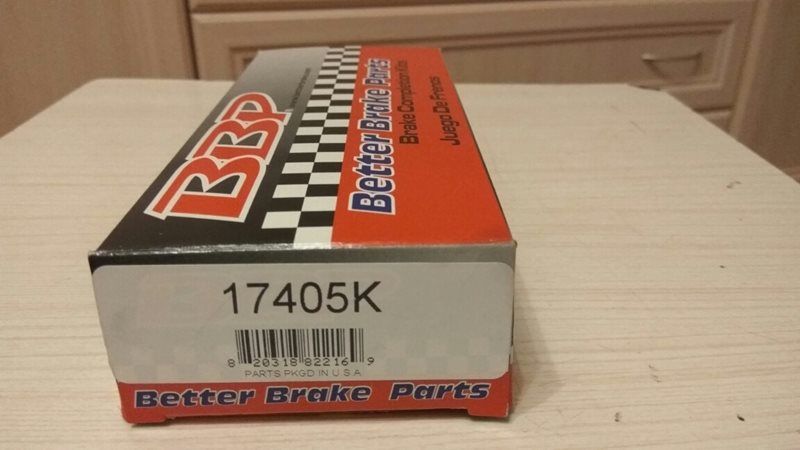 BBP
Better Brake Parts
Brake Completion Kits
Juego De Frenos
17405K
8 20318 82216 9
PARTS PKGD IN U.S.A
Better Brake Parts